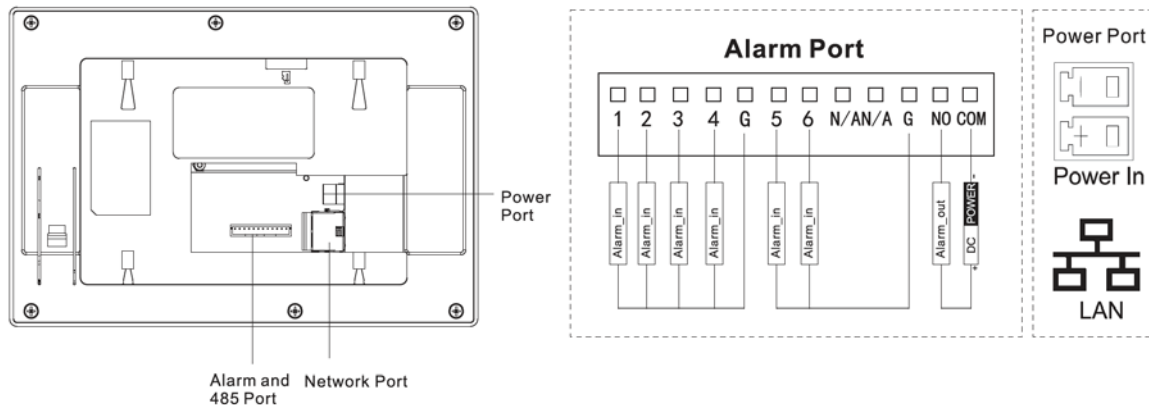 Power
Port
Alarm and
485 Port
Network Port
Alarm Port
1 2 3 4 G 5 6 N/A N/A G NO COM
Alarm_in
Alarm_in
Alarm_in
Alarm_in
Alarm_in
Alarm_in
Alarm_out
+ DC POWER -
Power Port
-
+
Power In
LAN